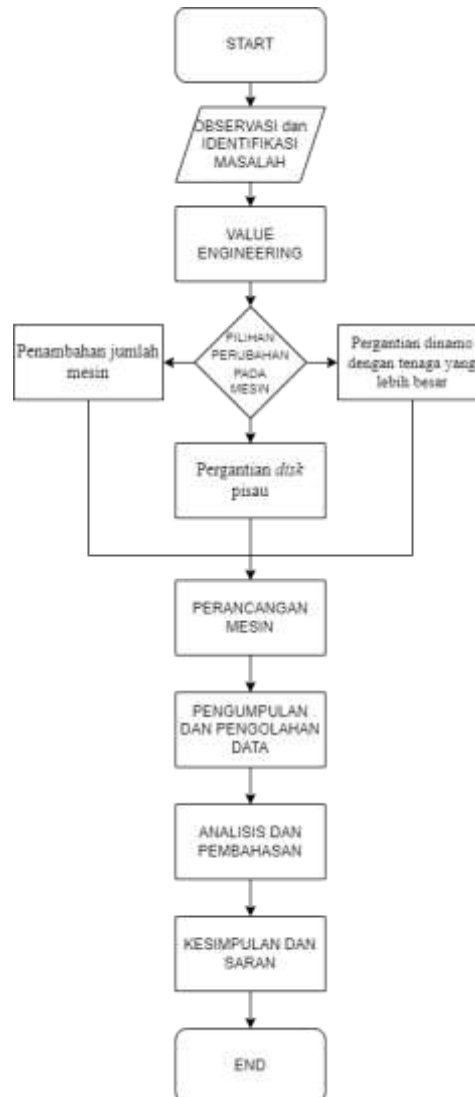 START
OBSERVASI dan
IDENTIFIKASI
MASALAH
VALUE
ENGINEERING
PILIHAN
PERUBAHAN
PADA
MESIN
Penambahan jumlah
mesin
Pergantian dinamo
dengan tenaga yang
lebih besar
Pergantian disk
pisau
PERANCANGAN
MESIN
PENGUMPULAN
DAN PENGOLAHAN
DATA
ANALISIS DAN
PEMBAHASAN
KESIMPULAN DAN
SARAN
END